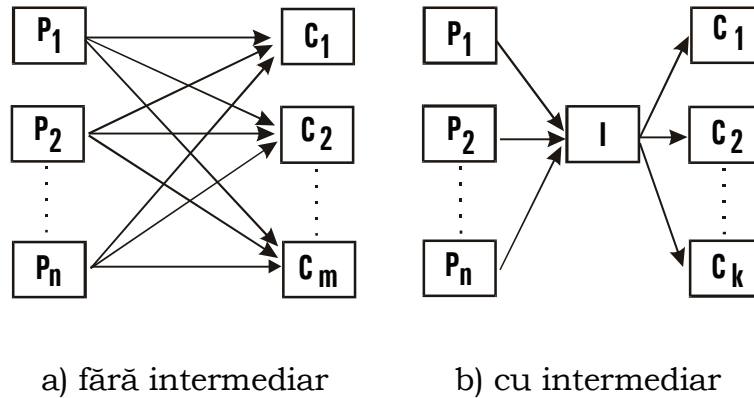 P1 C1 P1 C1
P2 C2 P2 I C2
Pn Cm Pn Ck
a) fără intermediar b) cu intermediar